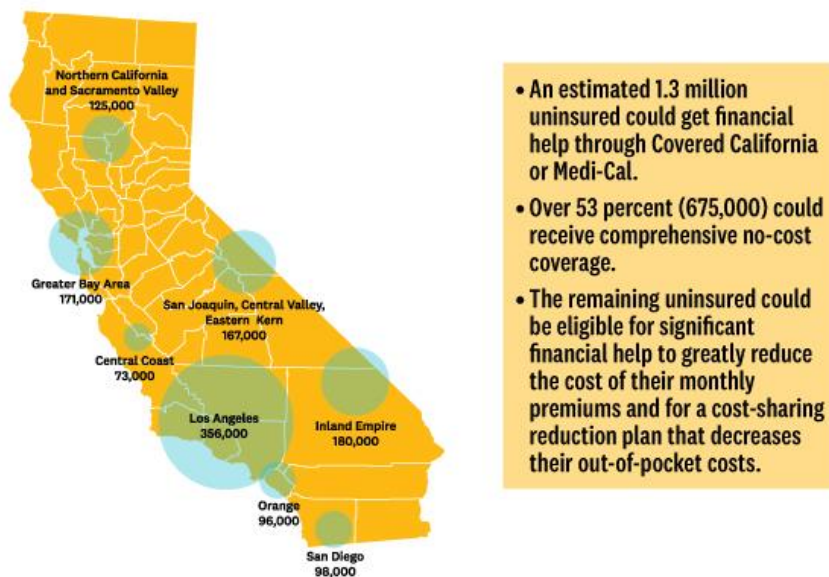 Northern California
and Sacramento Valley
125,000
Greater Bay Area
171,000
San Joaquin, Central Valley,
Eastern Kern
167,000
Central Coast
73,000
Los Angeles
356,000
Inland Empire
180,000
Orange
96,000
San Diego
98,000
• An estimated 1.3 million
uninsured could get financial
help through Covered California
or Medi-Cal.
• Over 53 percent (675,000) could
receive comprehensive no-cost
coverage.
• The remaining uninsured could
be eligible for significant
financial help to greatly reduce
the cost of their monthly
premiums and for a cost-sharing
reduction plan that decreases
their out-of-pocket costs.